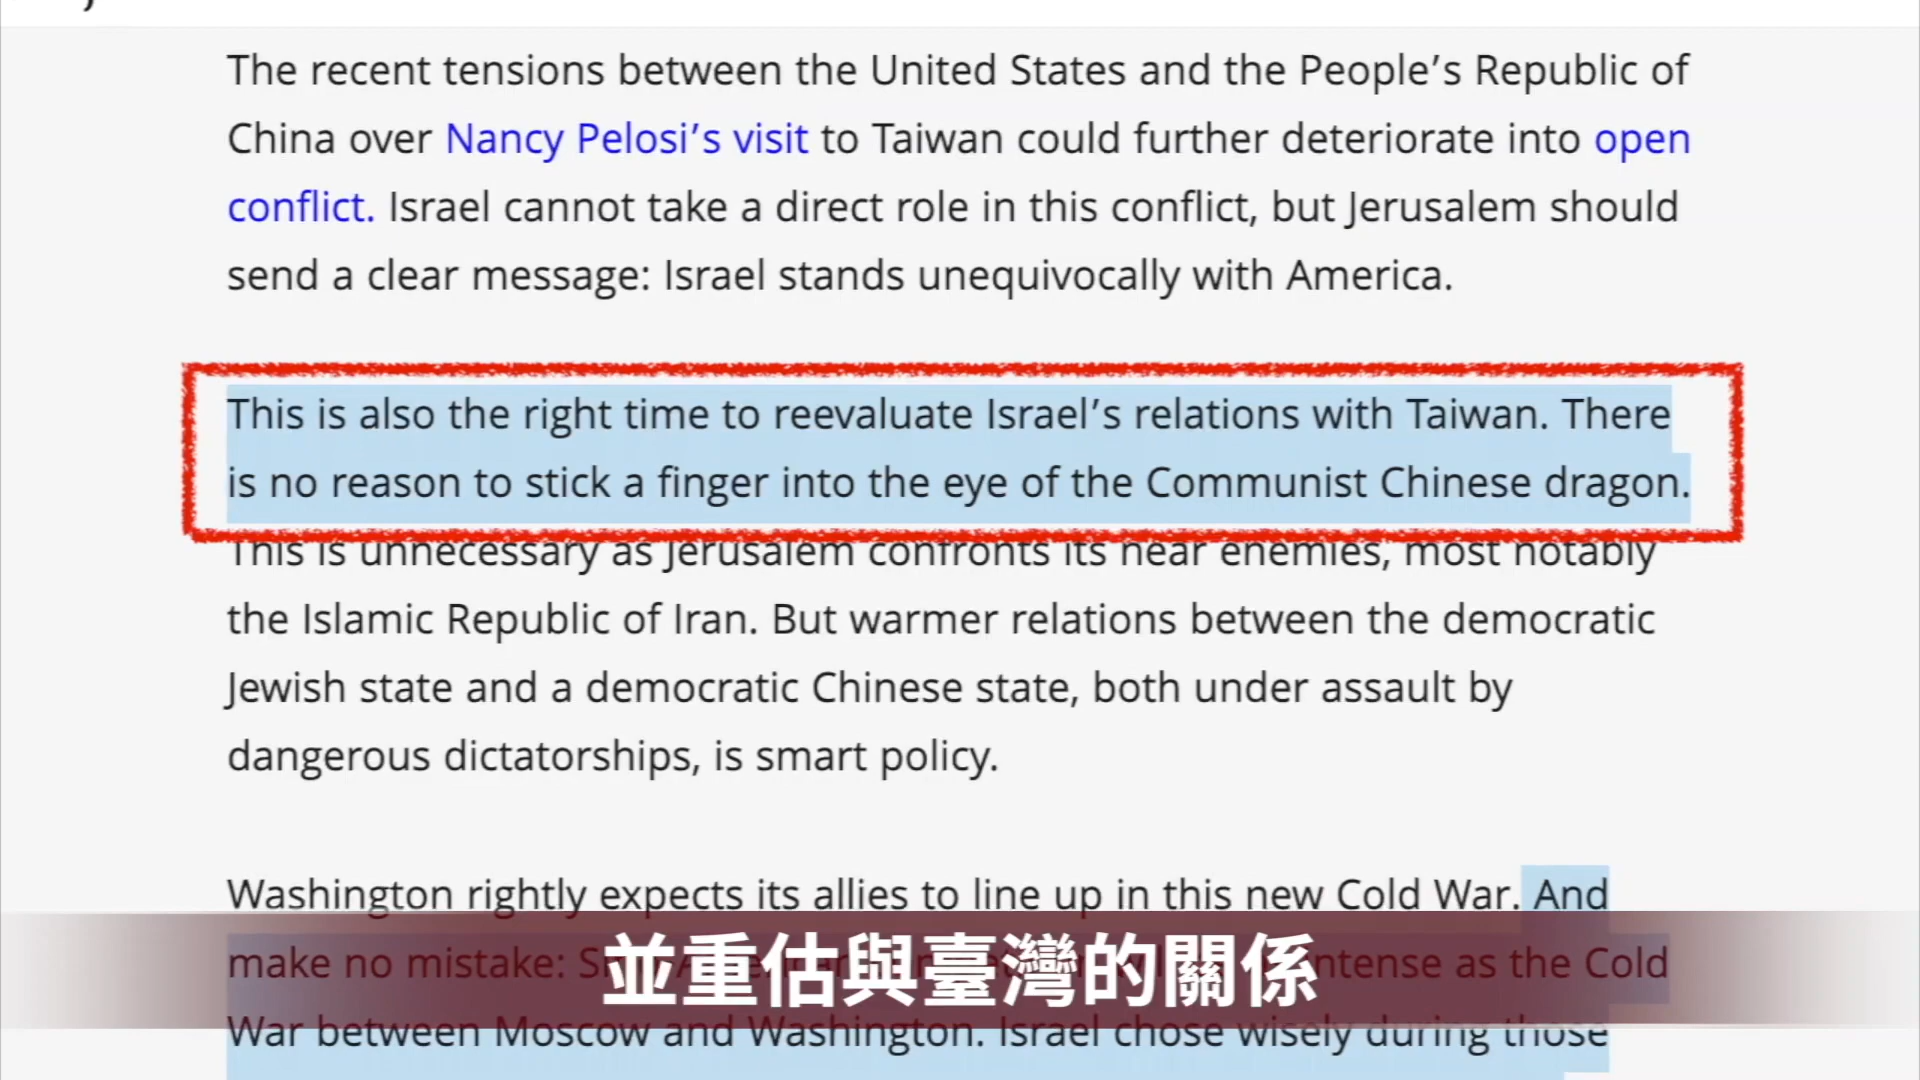 The recent tensions between the United States and the People’s Republic of
China over Nancy Pelosi’s visit to Taiwan could further deteriorate into open
conflict. Israel cannot take a direct role in this conflict, but Jerusalem should
send a clear message: Israel stands unequivocally with America.
This is also the right time to reevaluate Israel’s relations with Taiwan. There
is no reason to stick a finger into the eye of the Communist Chinese dragon.
This is unnecessary as Jerusalem confronts its near enemies, most notably
the Islamic Republic of Iran. But warmer relations between the democratic
Jewish state and a democratic Chinese state, both under assault by
dangerous dictatorships, is smart policy.
Washington rightly expects its allies to line up in this new Cold War. And
make no mistake: intense as the Cold
並重估與臺灣的關係
War between Moscow and Washington. Israel chose wisely during those